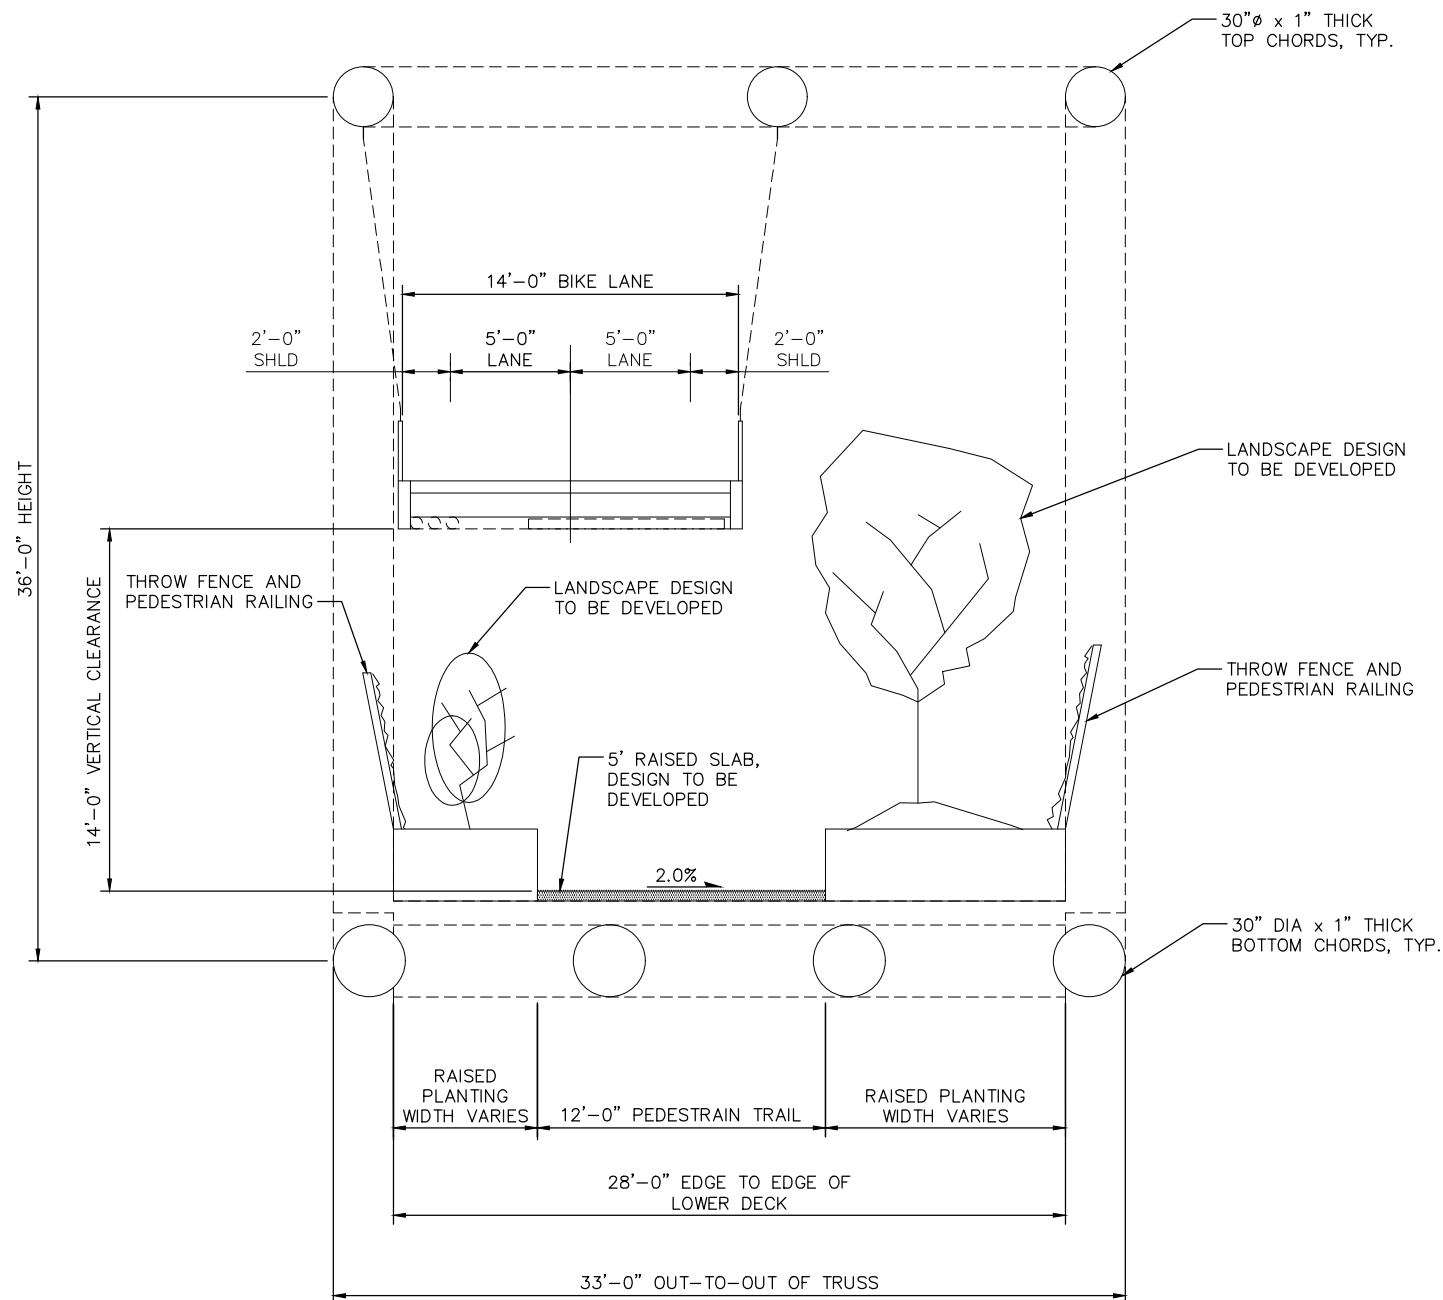 30”ø x 1” THICK
TOP CHORDS, TYP.
14’-0” BIKE LANE
2’-0”
SHLD
5’-0”
LANE
5’-0”
LANE
2’-0”
SHLD
LANDSCAPE DESIGN
TO BE DEVELOPED
36’-0” HEIGHT
14’-0” VERTICAL CLEARANCE
THROW FENCE AND
PEDESTRIAN RAILING
LANDSCAPE DESIGN
TO BE DEVELOPED
THROW FENCE AND
PEDESTRIAN RAILING
5’ RAISED SLAB,
DESIGN TO BE
DEVELOPED
2.0%
30” DIA x 1” THICK
BOTTOM CHORDS, TYP.
RAISED
PLANTING
WIDTH VARIES
12’-0” PEDESTRAIN TRAIL
RAISED PLANTING
WIDTH VARIES
28’-0” EDGE TO EDGE OF
LOWER DECK
33’-0” OUT-TO-OUT OF TRUSS